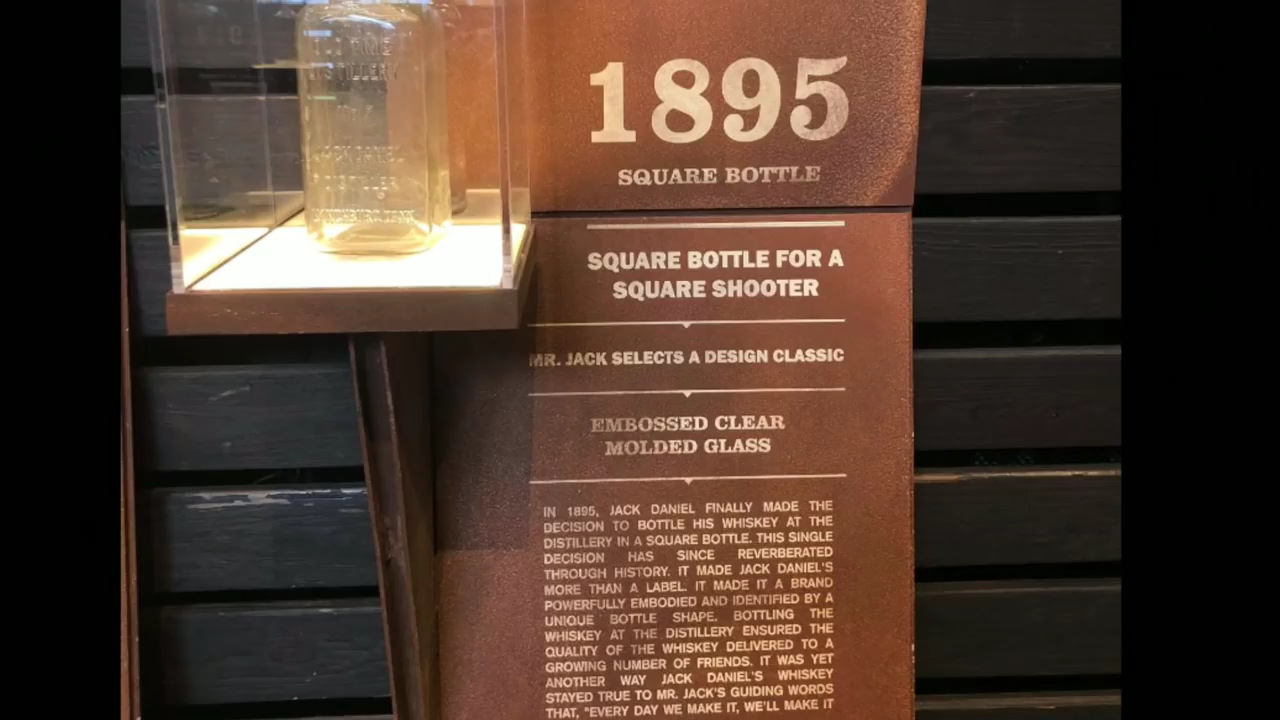 OLD TIME
DISTILLERY
1895
SQUARE BOTTLE
SQUARE BOTTLE FOR A
SQUARE SHOOTER
MR. JACK SELECTS A DESIGN CLASSIC
EMBOSSED CLEAR
MOLDED GLASS
IN 1895, JACK DANIEL FINALLY MADE THE
DECISION TO BOTTLE HIS WHISKEY AT THE
DISTILLERY IN A SQUARE BOTTLE. THIS SINGLE
DECISION HAS SINCE REVERBERATED
THROUGH HISTORY. IT MADE JACK DANIEL'S
MORE THAN A LABEL. IT MADE IT A BRAND
POWERFULLY EMBODIED AND IDENTIFIED BY A
UNIQUE BOTTLE SHAPE. BOTTLING THE
WHISKEY AT THE DISTILLERY ENSURED THE
QUALITY OF THE WHISKEY DELIVERED TO A
GROWING NUMBER OF FRIENDS. IT WAS YET
ANOTHER WAY JACK DANIEL'S WHISKEY
STAYED TRUE TO MR. JACK'S GUIDING WORDS
THAT, "EVERY DAY WE MAKE IT, WE'LL MAKE IT